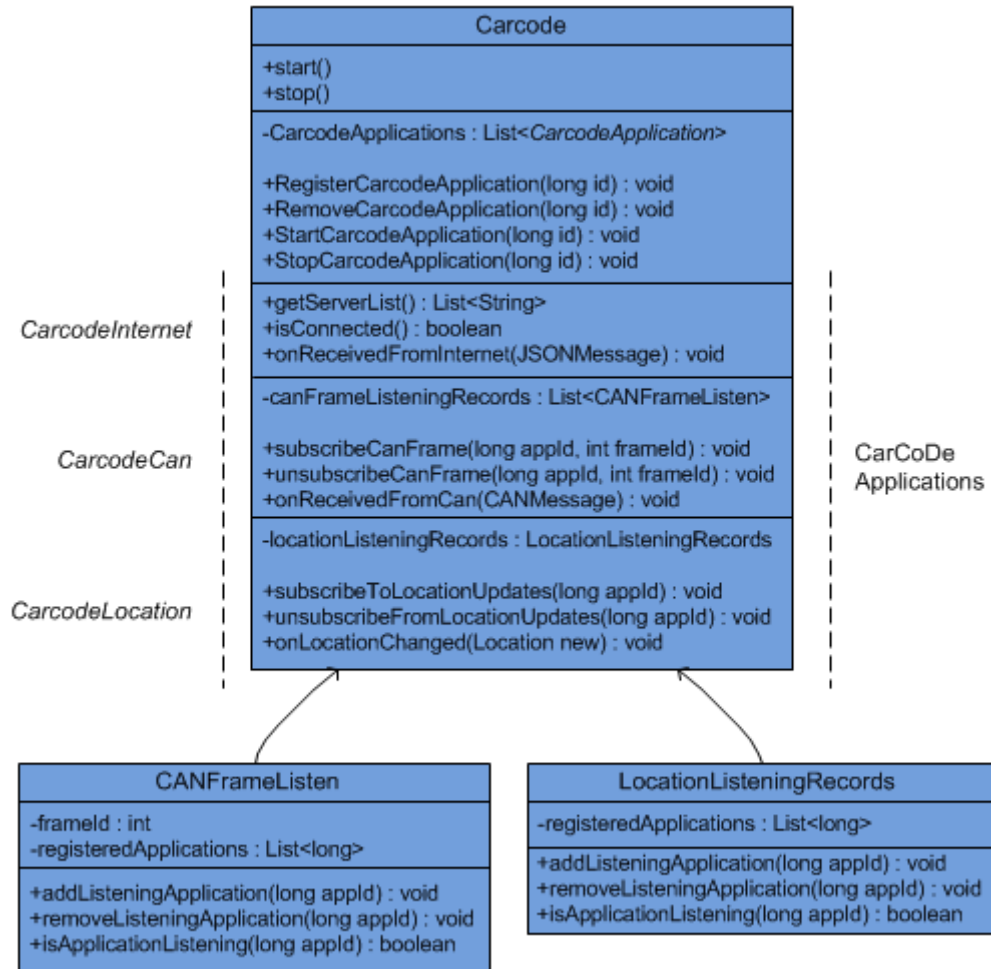 Carcode
+start()
+stop()
-CarcodeApplications : List<CarcodeApplication>
+RegisterCarcodeApplication(long id) : void
+RemoveCarcodeApplication(long id) : void
+StartCarcodeApplication(long id) : void
+StopCarcodeApplication(long id) : void
CarcodeInternet
+getServerList() : List<String>
+isConnected() : boolean
+onReceivedFromInternet(JSONMessage) : void
CarcodeCan
-canFrameListeningRecords : List<CANFrameListen>
+subscribeCanFrame(long appId, int frameId) : void
+unsubscribeCanFrame(long appId, int frameId) : void
+onReceivedFromCan(CANMessage) : void
CarCoDe
Applications
CarcodeLocation
-locationListeningRecords : LocationListeningRecords
+subscribeToLocationUpdates(long appId) : void
+unsubscribeFromLocationUpdates(long appId) : void
+onLocationChanged(Location new) : void
CANFrameListen
-frameId : int
-registeredApplications : List<long>
+addListeningApplication(long appId) : void
+removeListeningApplication(long appId) : void
+isApplicationListening(long appId) : boolean
LocationListeningRecords
-registeredApplications : List<long>
+addListeningApplication(long appId) : void
+removeListeningApplication(long appId) : void
+isApplicationListening(long appId) : boolean